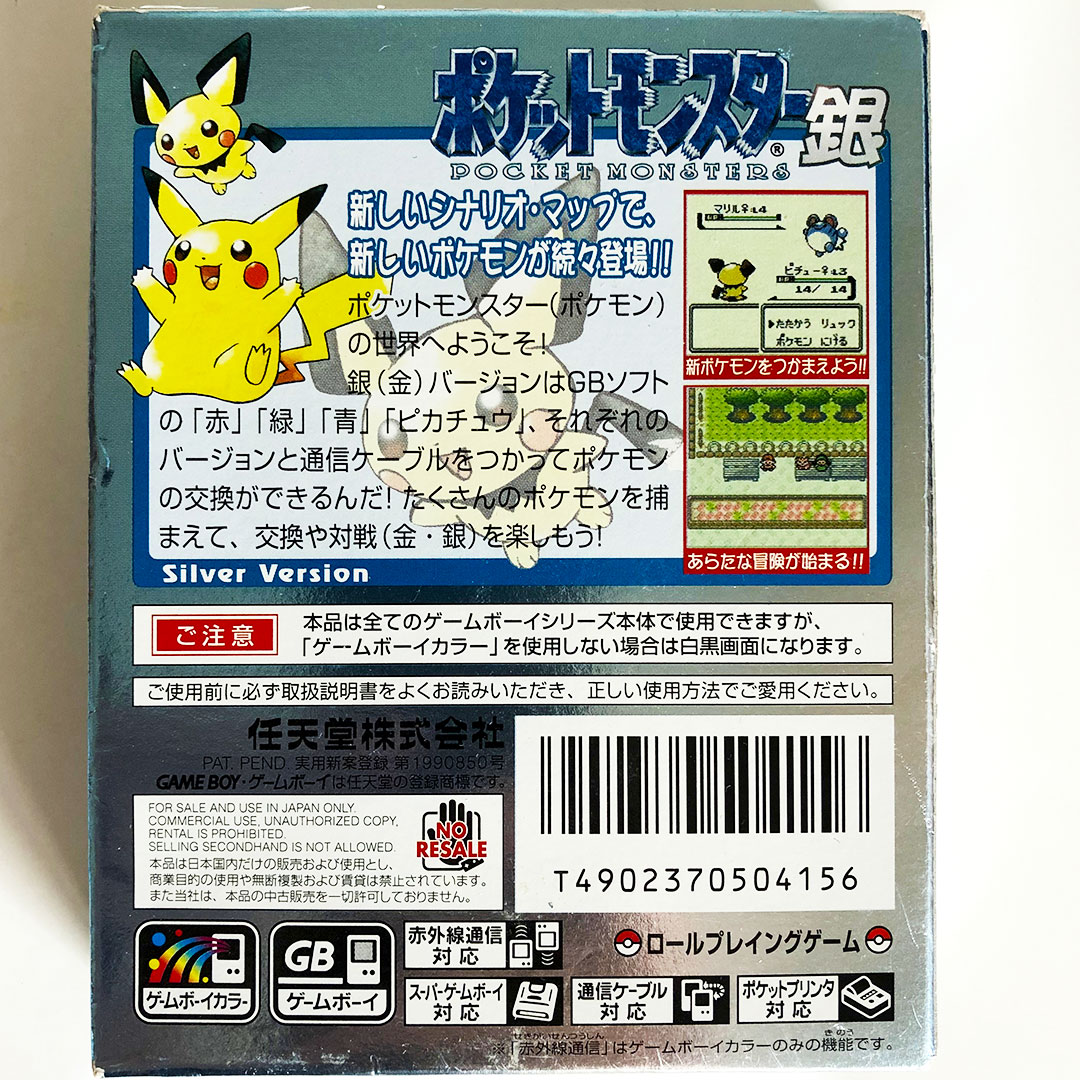 ポケットモンスター銀
POCKET MONSTERS®
新しいシナリオ・マップで、
新しいポケモンが続々登場!!
ポケットモンスター(ポケモン)
の世界へようこそ!
銀(金)バージョンはGBソフト
の「赤」「緑」「青」「ピカチュウ」、それぞれの
バージョンと通信ケーブルをつかってポケモン
の交換ができるんだ! たくさんのポケモンを捕
まえて、交換や対戦(金・銀)を楽しもう!
マリル♀:L4
ピチュー♀:L3
14/ 14
▶たたかう リュック
ポケモン にげる
新ポケモンをつかまえよう!!
あらたな冒険が始まる!!
Silver Version
ご注意
本品は全てのゲームボーイシリーズ本体で使用できますが、
「ゲームボーイカラー」を使用しない場合は白黒画面になります。
ご使用前に必ず取扱説明書をよくお読みいただき、正しい使用方法でご愛用ください。
任天堂株式会社
PAT. PEND. 実用新案登録 第1990850号
GAME BOY・ゲームボーイは任天堂の登録商標です。
FOR SALE AND USE IN JAPAN ONLY.
COMMERCIAL USE, UNAUTHORIZED COPY,
RENTAL IS PROHIBITED.
SELLING SECONDHAND IS NOT ALLOWED.
本品は日本国内だけの販売および使用とし、
商業目的の使用や無断複製および賃貸は禁止されています。
また当社は、本品の中古販売を一切許可しておりません。
NO
RESALE
T4902370504156
ゲームボーイカラー
GB
ゲームボーイ
赤外線通信
対応
ロールプレイングゲーム
スーパーゲームボーイ
対応
通信ケーブル
対応
ポケットプリンタ
対応
※「赤外線通信」はゲームボーイカラーのみの機能です。
せきがいせんつうしん
きのう